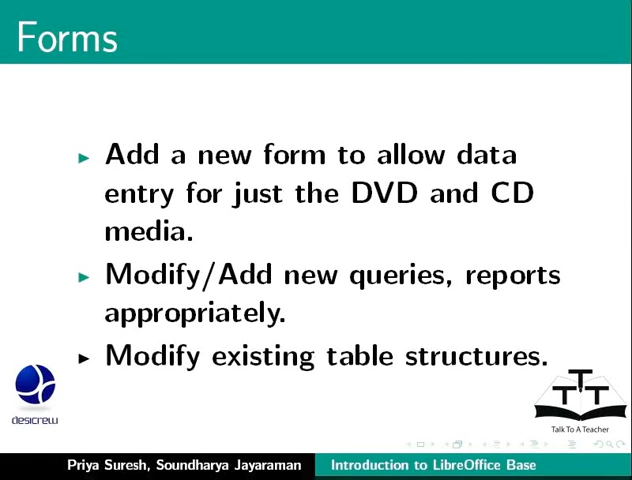 Forms
Add a new form to allow data
entry for just the DVD and CD
media.
Modify/Add new queries, reports
appropriately.
Modify existing table structures.
desicrew
T T T
Talk To A Teacher
Priya Suresh, Soundharya Jayaraman
Introduction to LibreOffice Base